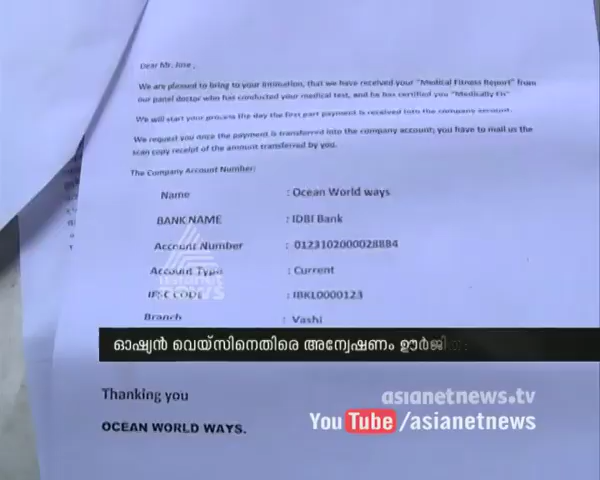 Dear Mr. Jose ,
We are pleased to bring to your intimation, that we have received your "Medical Fitness Report" from
our panel doctor who has conducted your medical test, and he has certified you "Medically Fit"
We will start your process the day the first part payment is received into the company account.
We request you once the payment is transferred into the company account; you have to mail us the
scan copy receipt of the amount transferred by you.
The Company Account Number:
Name : Ocean World ways
BANK NAME : IDBI Bank
Account Number : 0123102000028884
Account Type : Current
IFSC CODE : IBKL0000123
Branch : Vashi
asianet
news
ഓഷ്യൻ വെയ്സിനെതിരെ അന്വേഷണം
Thanking you
OCEAN WORLD WAYS.
asianetnews.tv
YouTube/asianetnews